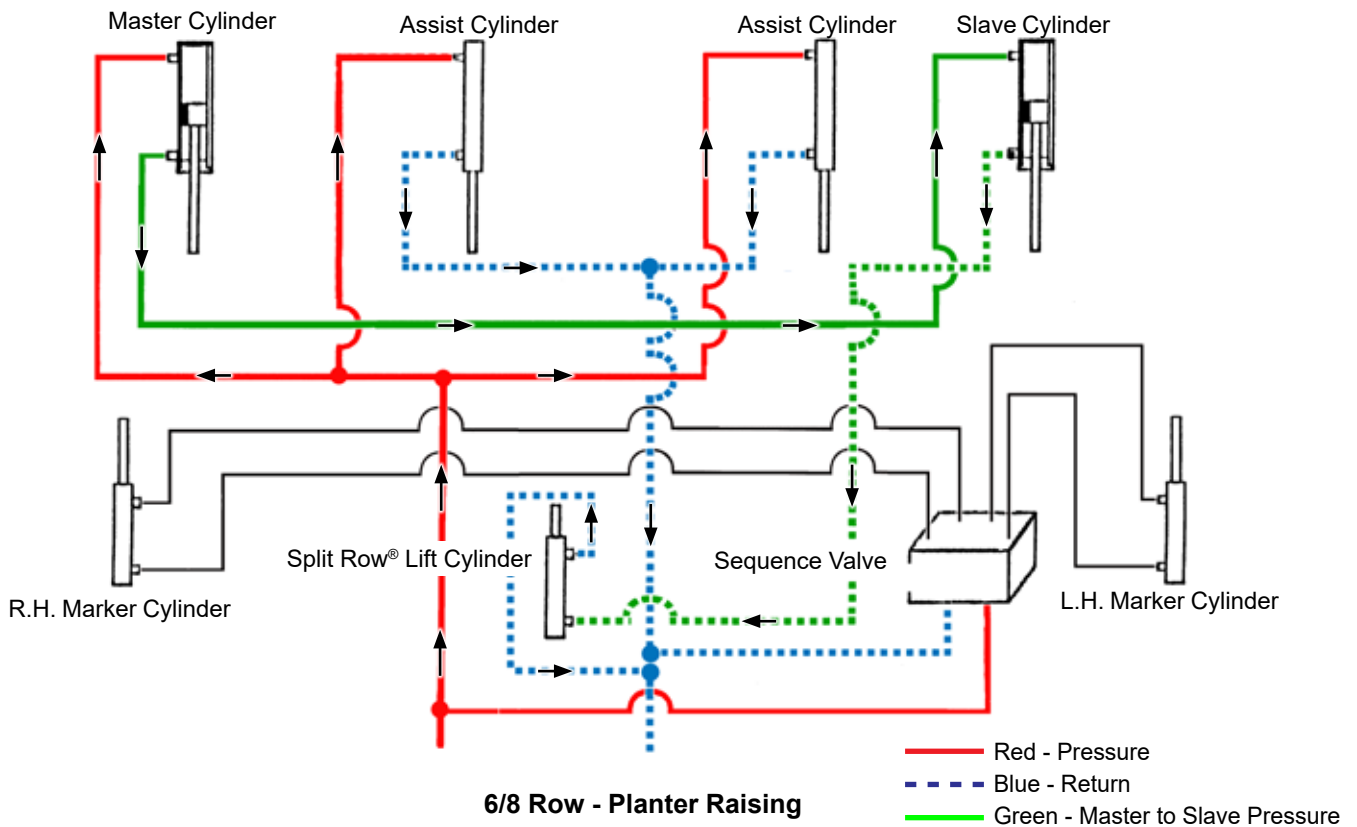 Master Cylinder
Assist Cylinder
Assist Cylinder
Slave Cylinder
Split Row® Lift Cylinder
Sequence Valve
R.H. Marker Cylinder
L.H. Marker Cylinder
6/8 Row - Planter Raising
Red - Pressure
Blue - Return
Green - Master to Slave Pressure